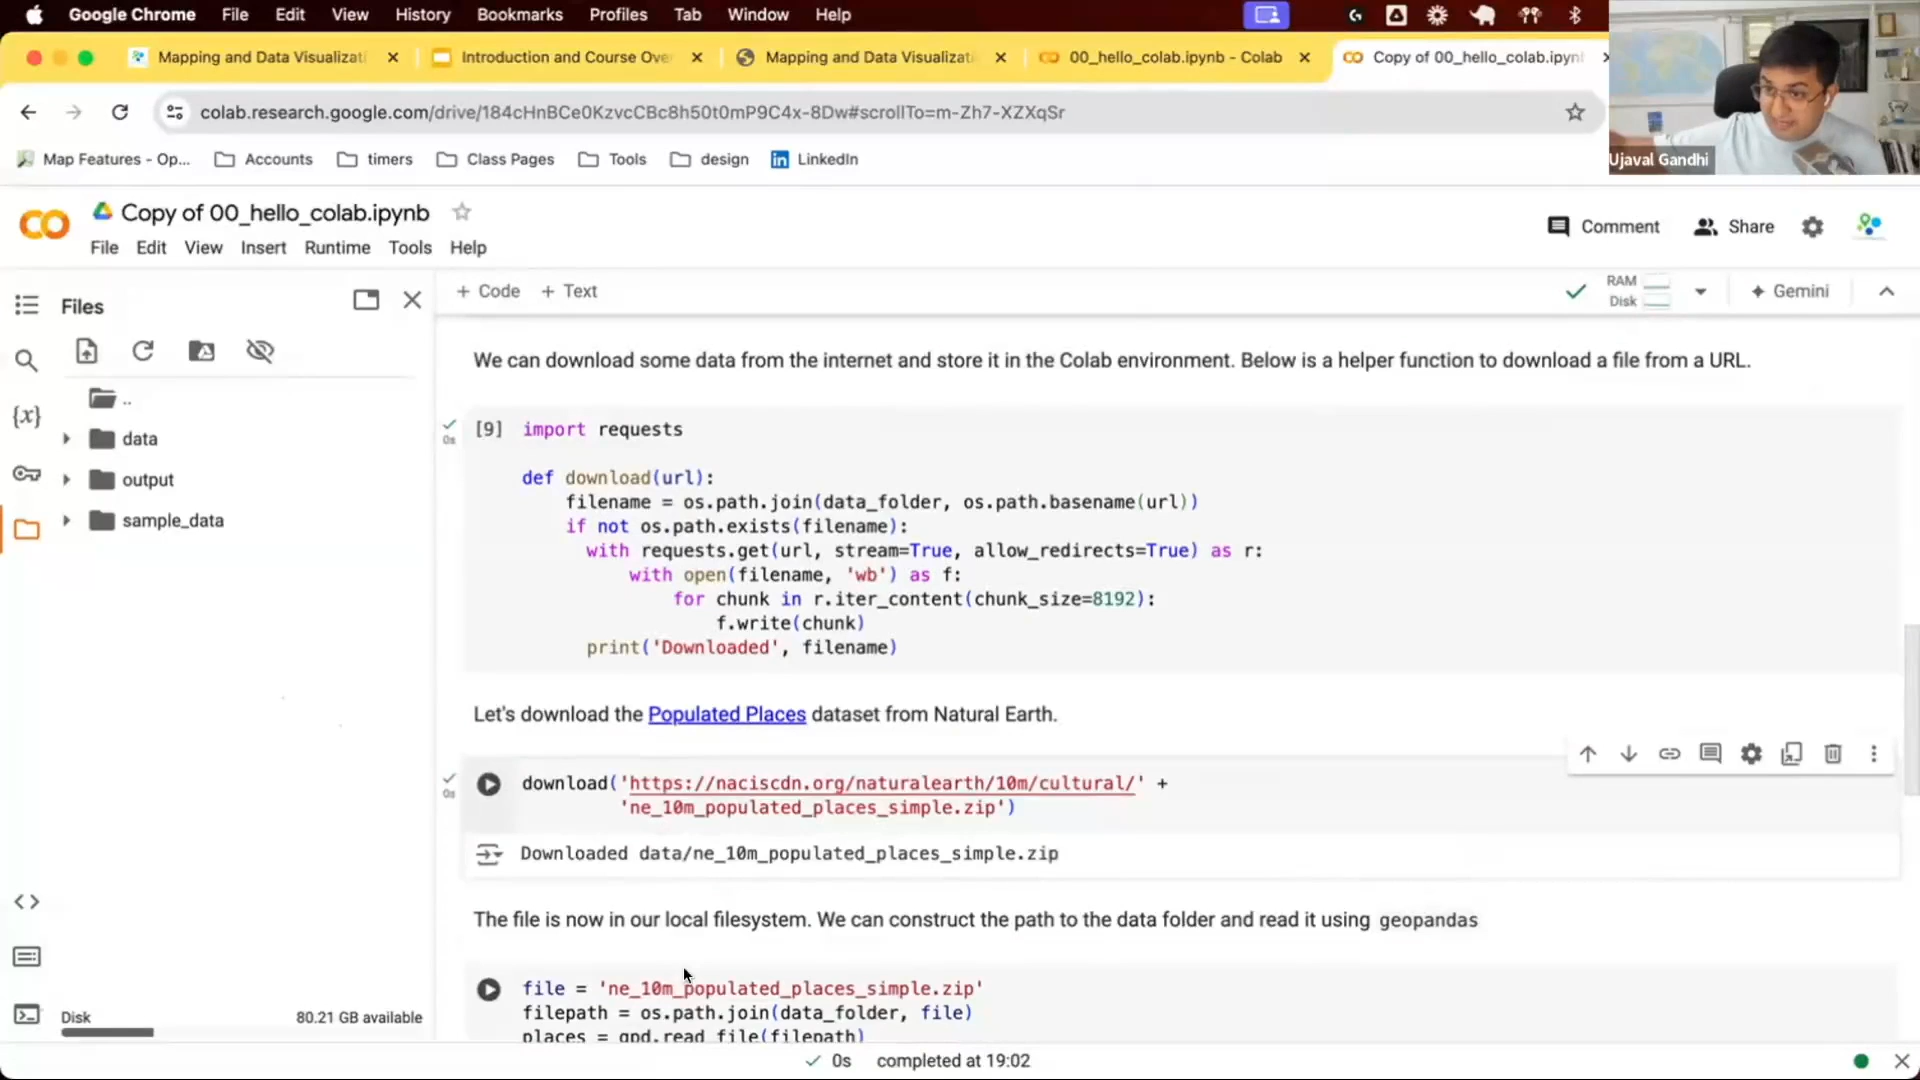 Google Chrome File Edit View History Bookmarks Profiles Tab Window Help
Mapping and Data Visualizati
Introduction and Course Ove
Mapping and Data Visualizati
00_hello_colab.ipynb - Colab
Copy of 00_hello_colab.ipynb
colab.research.google.com/drive/184cHnBCe0KzvcCBc8h50t0mP9C4x-8Dw#scrollTo=m-Zh7-XZXqSr
Map Features - Op... Accounts timers Class Pages Tools design LinkedIn
Ujaval Gandhi
Copy of 00_hello_colab.ipynb
Comment Share
File Edit View Insert Runtime Tools Help
Files
+ Code + Text
RAM
Disk
Gemini
..
data
output
sample_data
Disk 80.21 GB available
We can download some data from the internet and store it in the Colab environment. Below is a helper function to download a file from a URL.
0s
[9] import requests
def download(url):
filename = os.path.join(data_folder, os.path.basename(url))
if not os.path.exists(filename):
with requests.get(url, stream=True, allow_redirects=True) as r:
with open(filename, 'wb') as f:
for chunk in r.iter_content(chunk_size=8192):
f.write(chunk)
print('Downloaded', filename)
Let's download the Populated Places dataset from Natural Earth.
0s
download('https://naciscdn.org/naturalearth/10m/cultural/' +
'ne_10m_populated_places_simple.zip')
Downloaded data/ne_10m_populated_places_simple.zip
The file is now in our local filesystem. We can construct the path to the data folder and read it using geopandas
file = 'ne_10m_populated_places_simple.zip'
filepath = os.path.join(data_folder, file)
places = gpd.read_file(filepath)
0s completed at 19:02